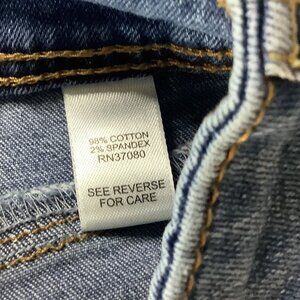 98% COTTON
2% SPANDEX
RN37080
SEE REVERSE
FOR CARE